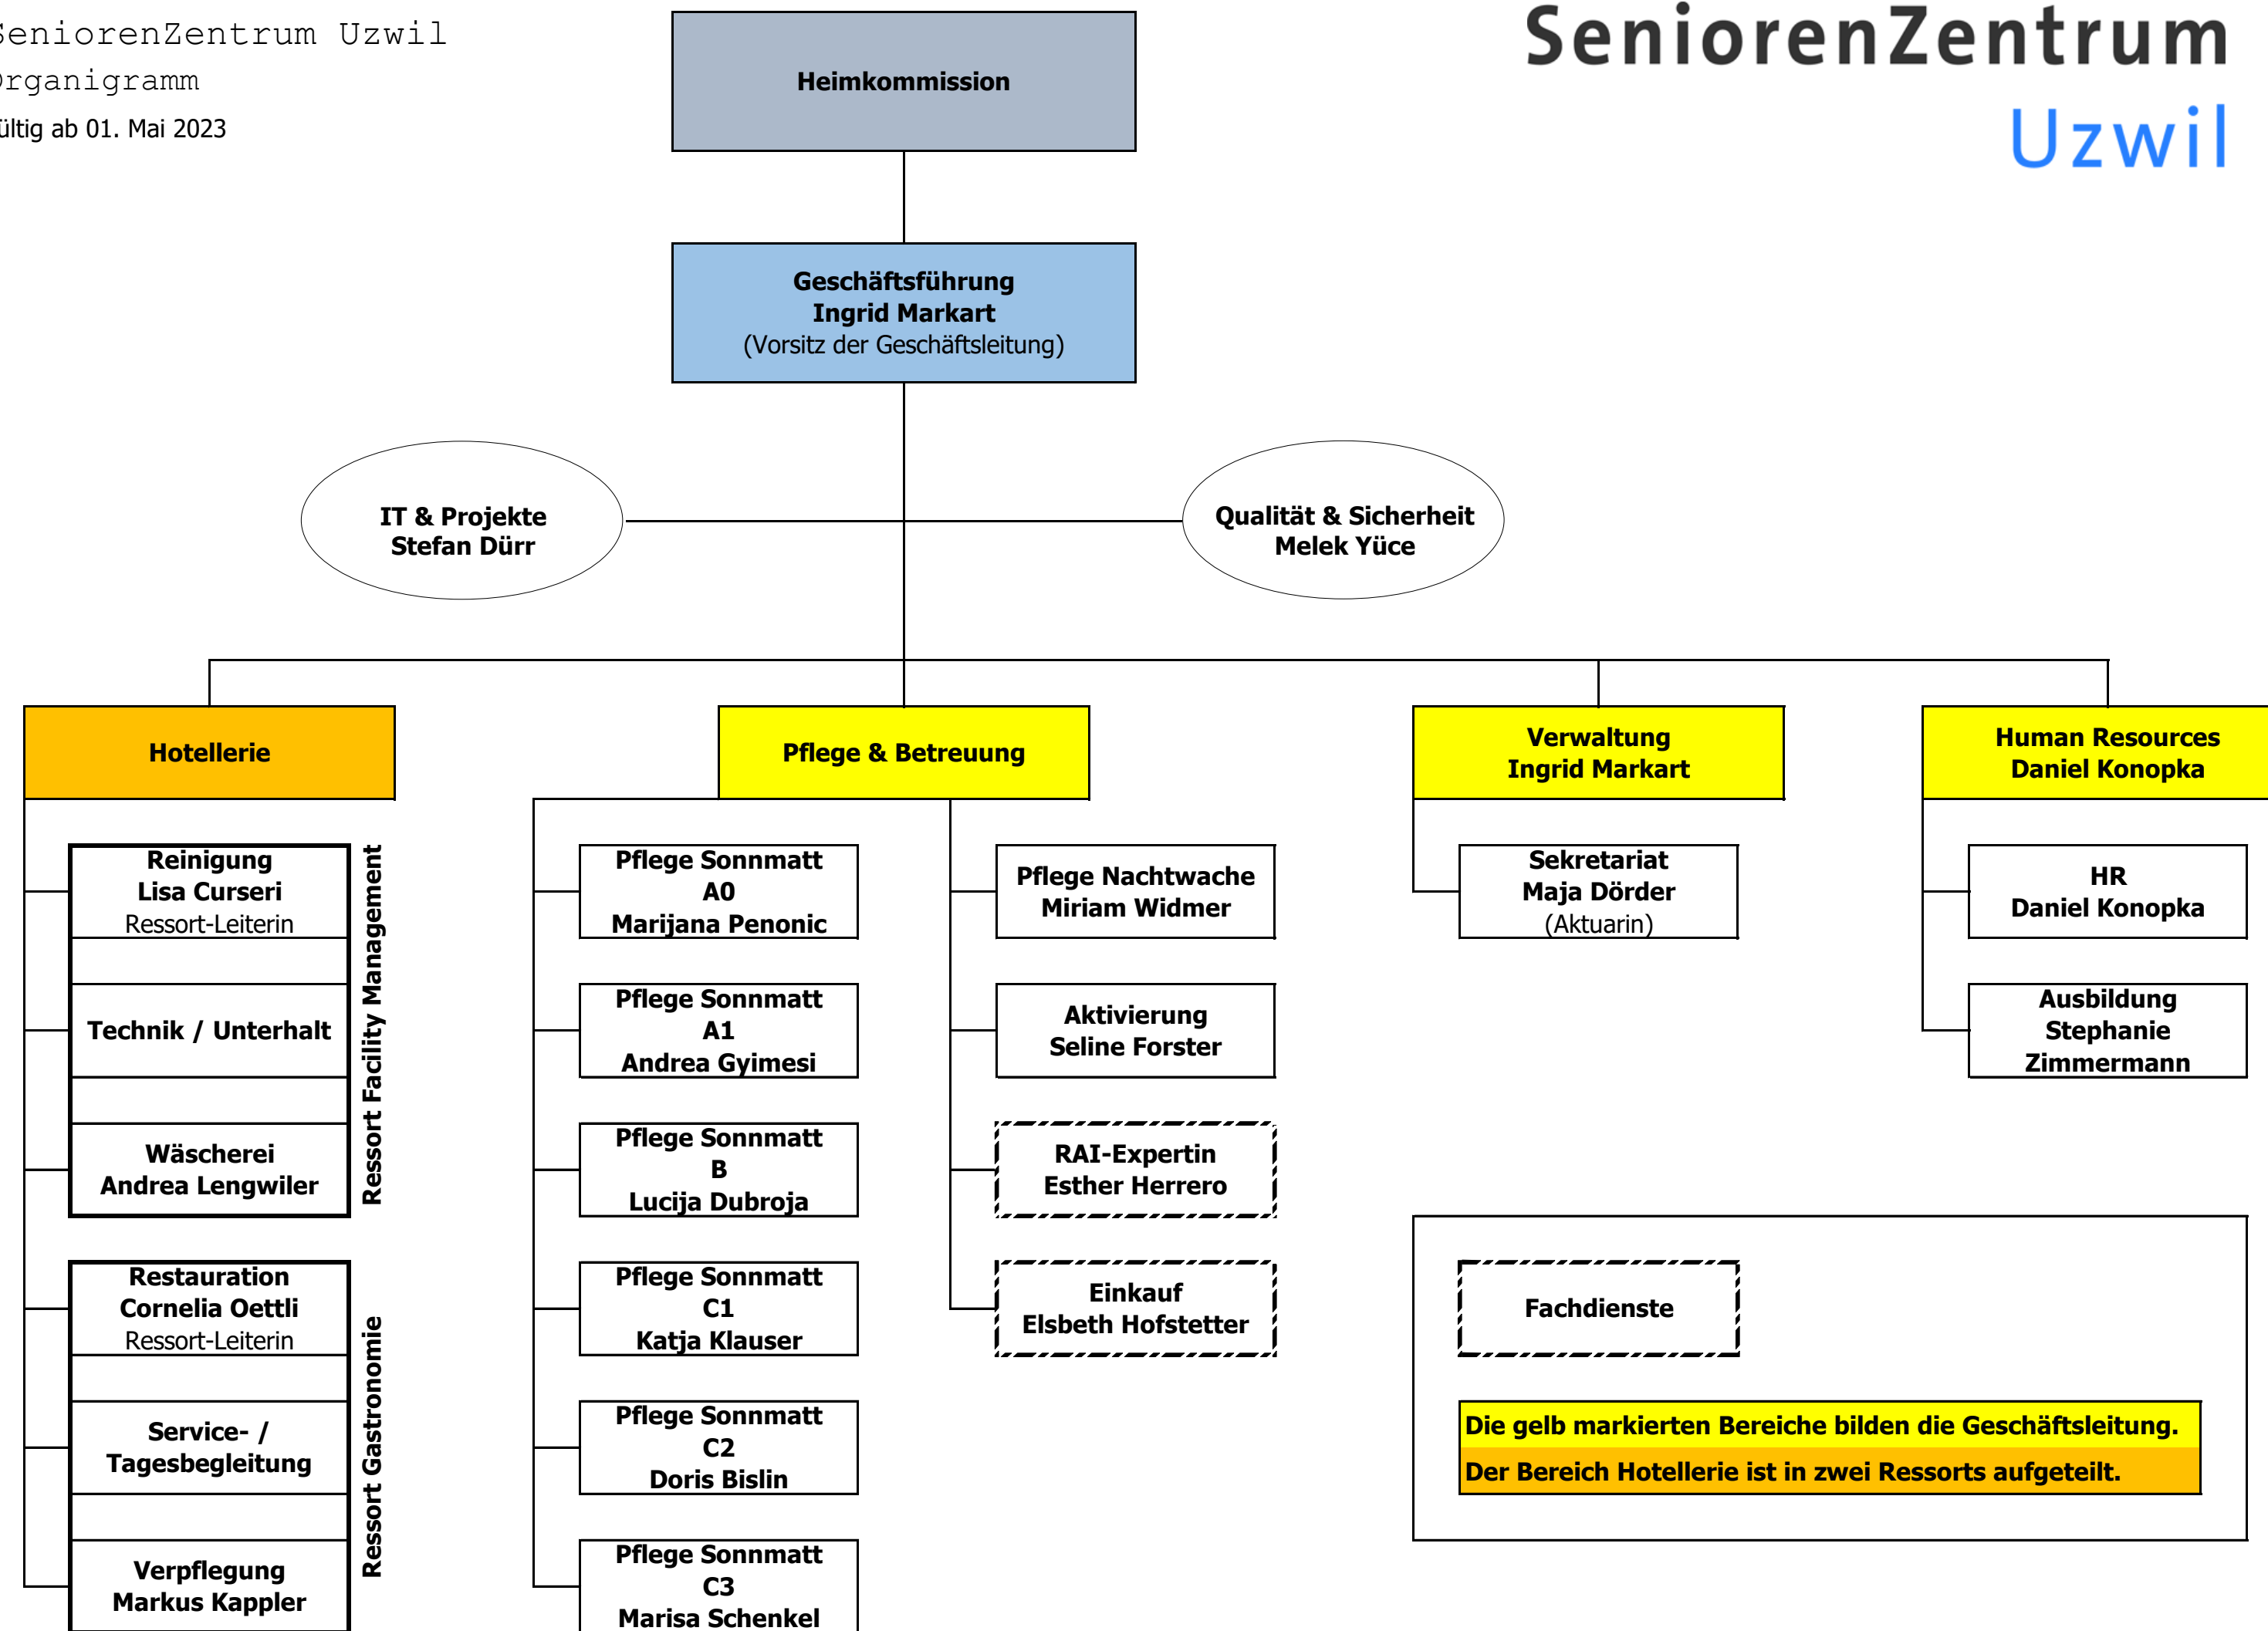 SeniorenZentrum Uzwil
Organigramm
ültig ab 01. Mai 2023
SeniorenZentrum
Uzwil
Heimkommission
Geschäftsführung
Ingrid Markart
(Vorsitz der Geschäftsleitung)
IT & Projekte
Stefan Dürr
Qualität & Sicherheit
Melek Yüce
Hotellerie
Pflege & Betreuung
Verwaltung
Ingrid Markart
Human Resources
Daniel Konopka
Reinigung
Lisa Curseri
Ressort-Leiterin
Technik / Unterhalt
Wäscherei
Andrea Lengwiler
Ressort Facility Management
Restauration
Cornelia Oettli
Ressort-Leiterin
Service- /
Tagesbegleitung
Verpflegung
Markus Kappler
Ressort Gastronomie
Pflege Sonnmatt
A0
Marijana Penonic
Pflege Sonnmatt
A1
Andrea Gyimesi
Pflege Sonnmatt
B
Lucija Dubroja
Pflege Sonnmatt
C1
Katja Klauser
Pflege Sonnmatt
C2
Doris Bislin
Pflege Sonnmatt
C3
Marisa Schenkel
Pflege Nachtwache
Miriam Widmer
Aktivierung
Seline Forster
RAI-Expertin
Esther Herrero
Einkauf
Elsbeth Hofstetter
Sekretariat
Maja Dörder
(Aktuarin)
HR
Daniel Konopka
Ausbildung
Stephanie
Zimmermann
Fachdienste
Die gelb markierten Bereiche bilden die Geschäftsleitung.
Der Bereich Hotellerie ist in zwei Ressorts aufgeteilt.